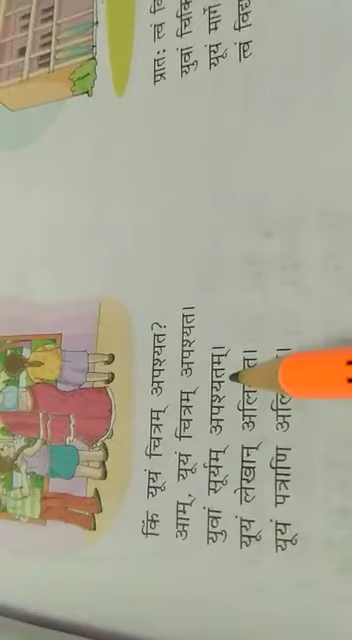 किं यूयं चित्रम् अपश्यत?
आम्, यूयं चित्रम् अपश्यत।
युवां सूर्यम् अपश्यतम्।
यूयं लेखान्
यूयं पत्राणि
प्रातः त्वं
युवां
यूयं मार्गे
त्वं